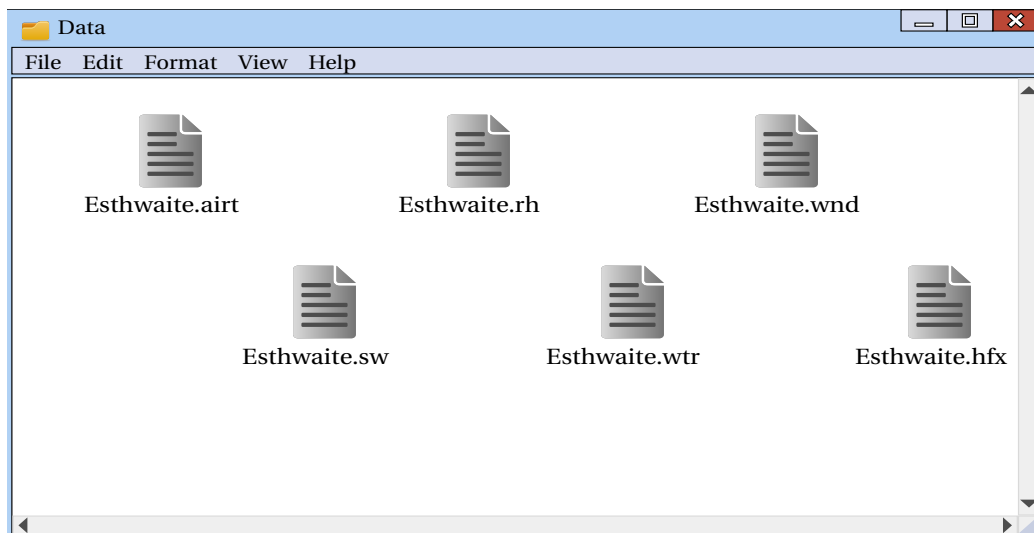 Data
File Edit Format View Help
Esthwaite.airt Esthwaite.rh Esthwaite.wnd
Esthwaite.sw Esthwaite.wtr Esthwaite.hfx